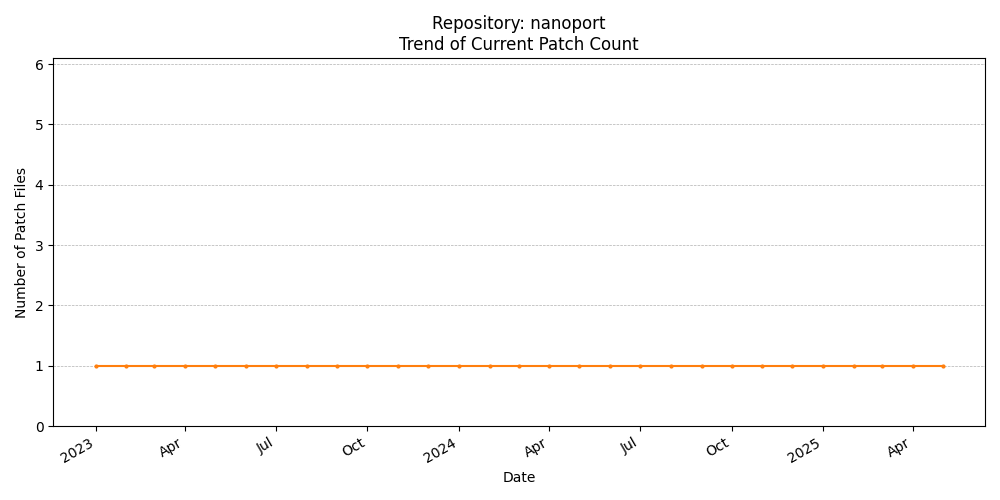 Repository: nanoport
Trend of Current Patch Count
Number of Patch Files
6
5
4
3
2
1
0
2023
Apr
Jul
Oct
2024
Apr
Jul
Oct
2025
Apr
Date